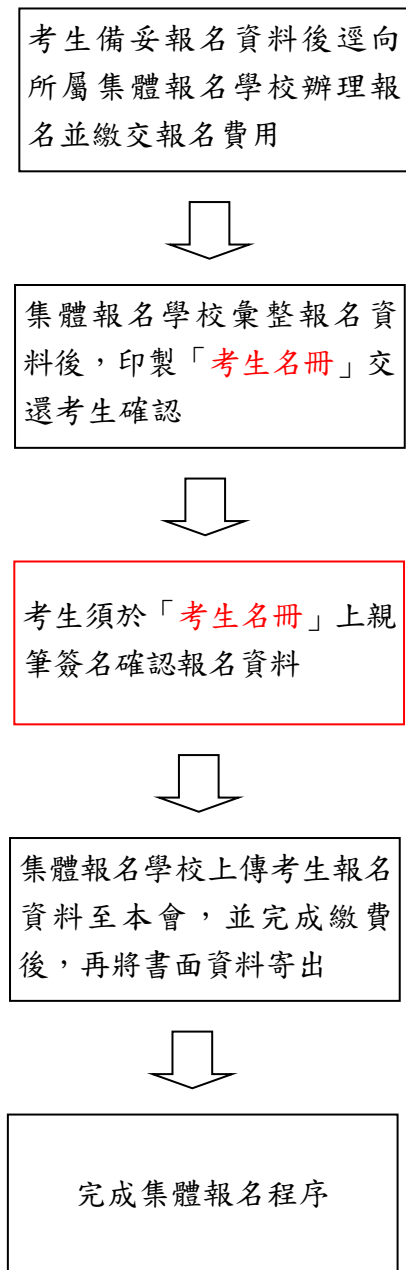 考生備妥報名資料後逕向
所屬集體報名學校辦理報
名並繳交報名費用
集體報名學校彙整報名資
料後，印製「考生名冊」交
還考生確認
考生須於「考生名冊」上親
筆簽名確認報名資料
集體報名學校上傳考生報名
資料至本會，並完成繳費
後，再將書面資料寄出
完成集體報名程序